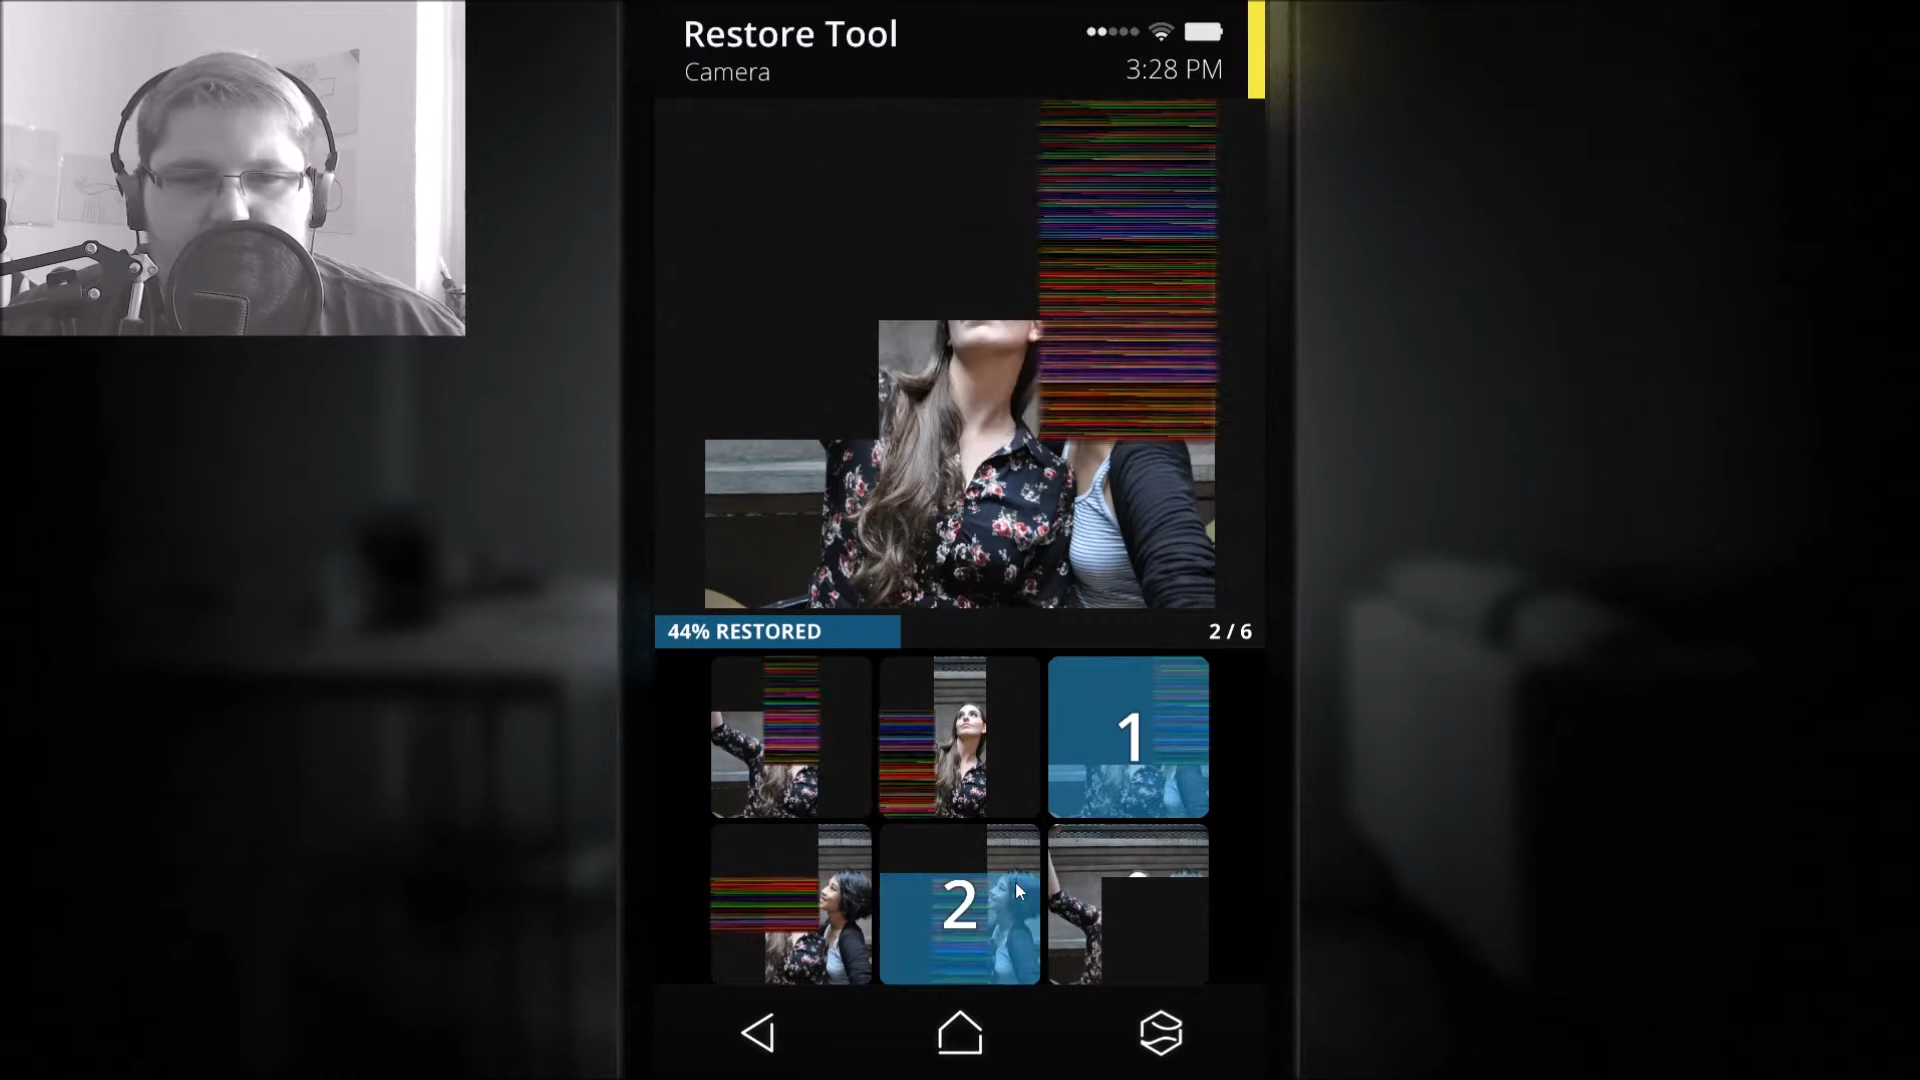 Restore Tool
Camera
3:28 PM
44% RESTORED
2 / 6
1
2